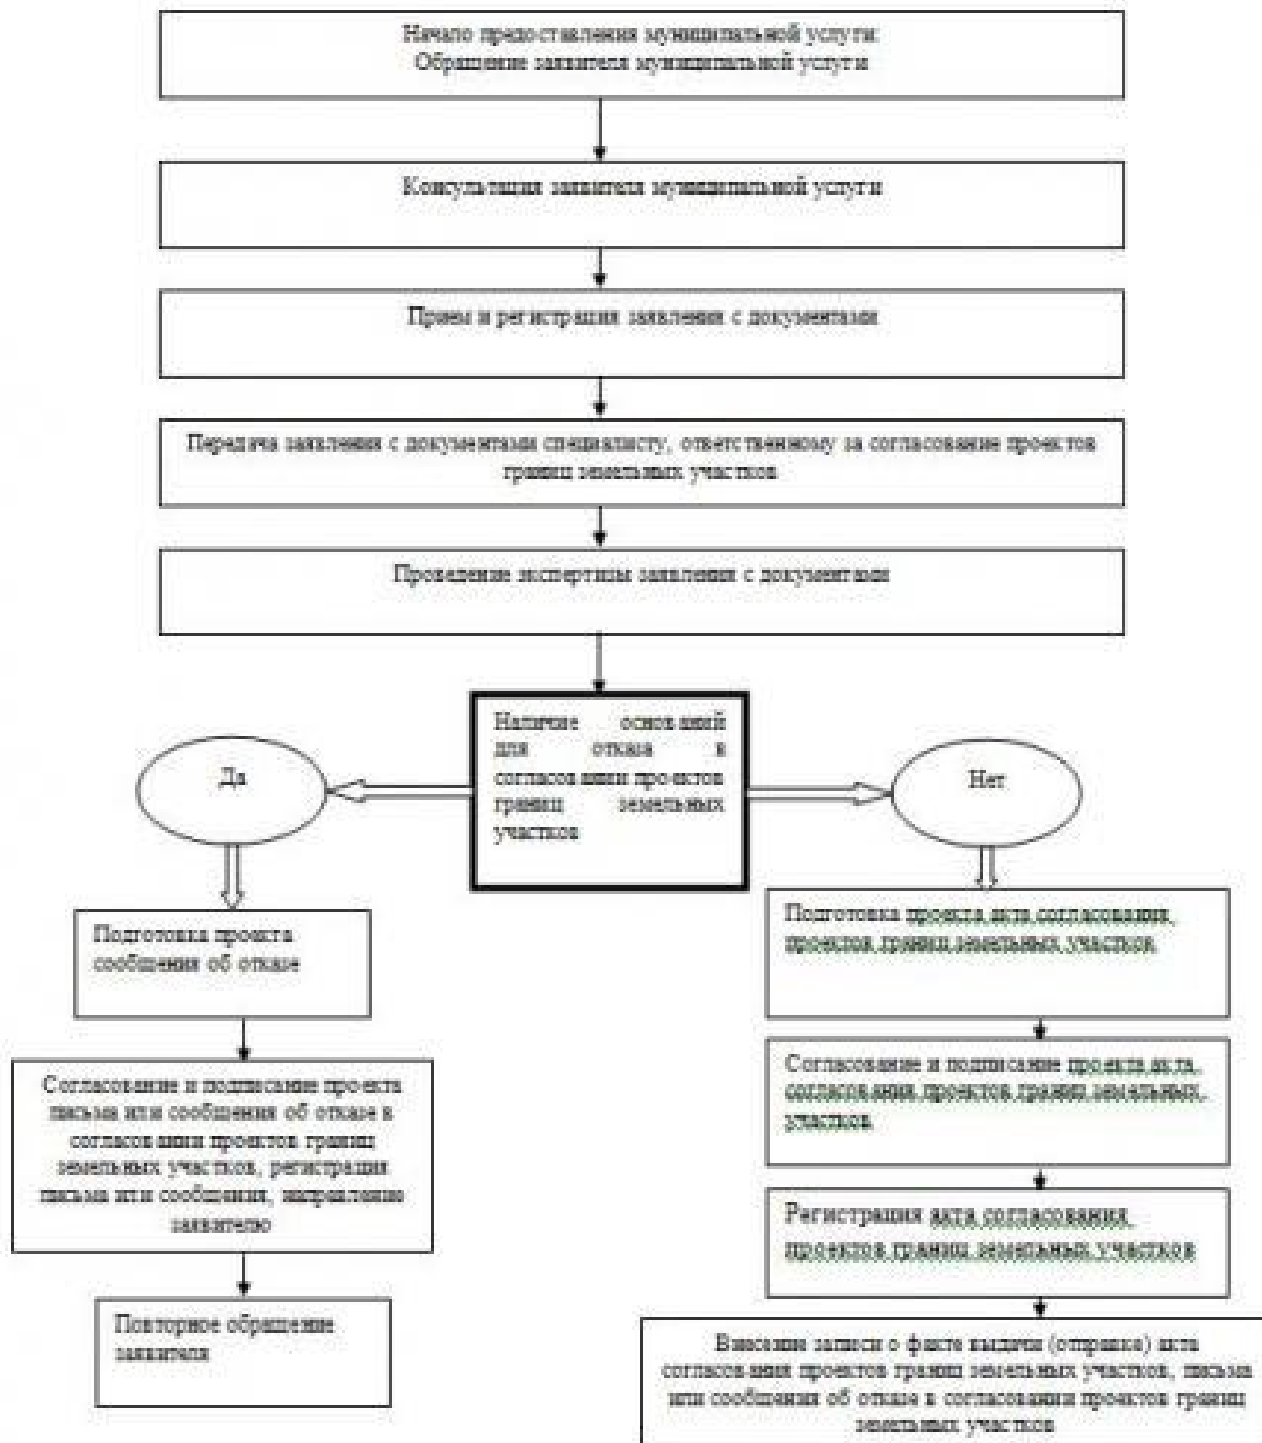 Начало предоставления муниципальной услуги
Обращение заявителя муниципальной услуги
Консультация заявителя муниципальной услуги
Прием и регистрация заявления с документами
Передача заявления с документами специалисту, ответственному за согласование проектов
границ земельных участков
Проведение экспертизы заявления с документами
Наличие оснований
для отказа в
согласовании проектов
границ земельных
участков
Да
Нет
Подготовка проекта
сообщения об отказе
Согласование и подписание проекта
письма или сообщения об отказе в
согласовании проектов границ
земельных участков, регистрация
письма или сообщения, направление
заявителю
Повторное обращение
заявителя
Подготовка проекта акта согласования
проектов границ земельных участков
Согласование и подписание проекта акта
согласования проектов границ земельных
участков
Регистрация акта согласования
проектов границ земельных участков
Внесение записи о факте выдачи (отправке) акта
согласования проектов границ земельных участков, письма
или сообщения об отказе в согласовании проектов границ
земельных участков